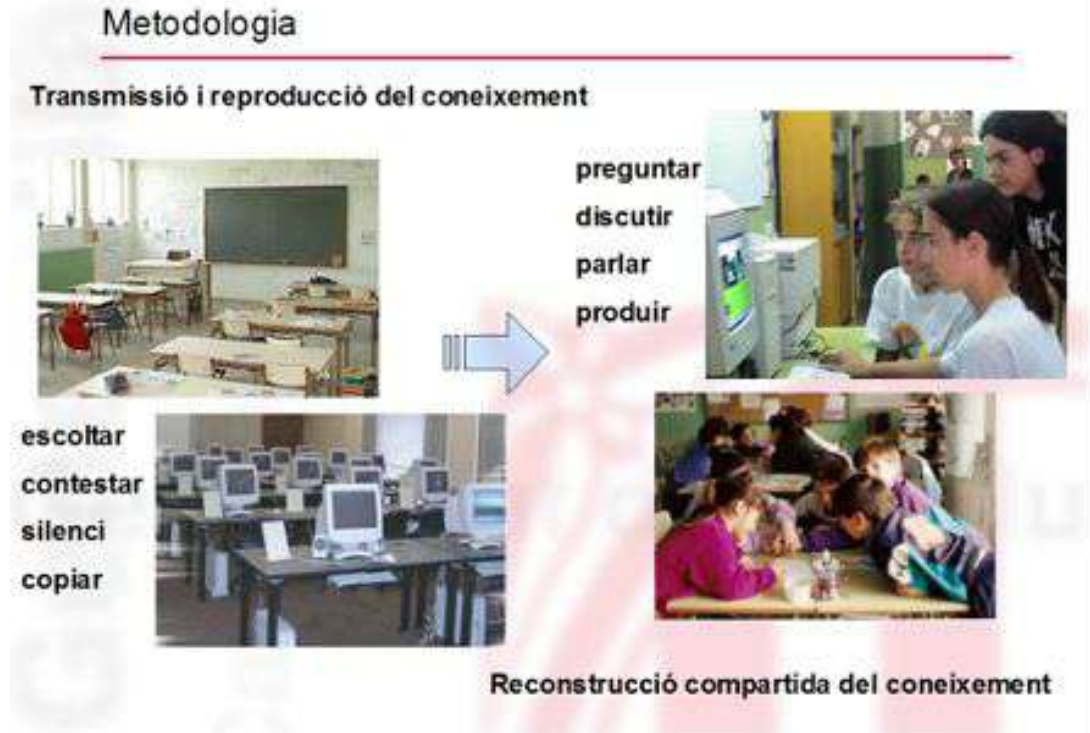 Metodologia
Transmissió i reproducció del coneixement
preguntar
discutir
parlar
produir
escoltar
contestar
silenci
copiar
Reconstrucció compartida del coneixement